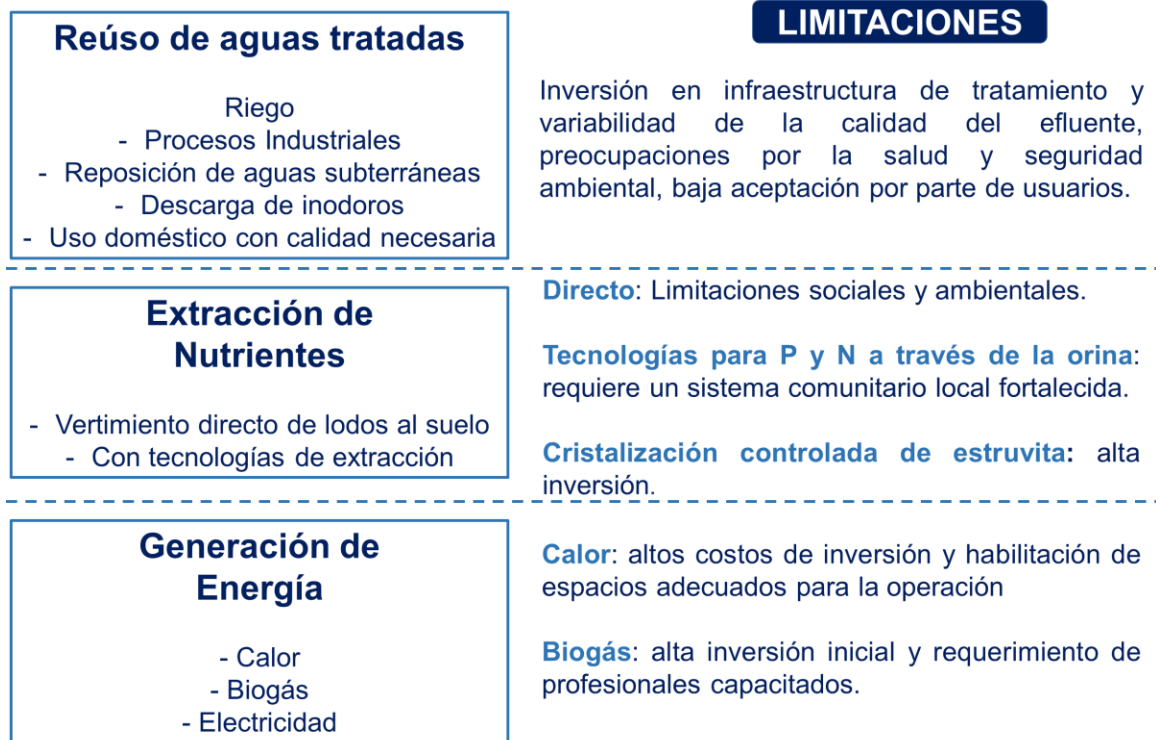 Reúso de aguas tratadas
Riego
- Procesos Industriales
- Reposición de aguas subterráneas
- Descarga de inodoros
- Uso doméstico con calidad necesaria
LIMITACIONES
Inversión en infraestructura de tratamiento y
variabilidad de la calidad del efluente,
preocupaciones por la salud y seguridad
ambiental, baja aceptación por parte de usuarios.
Extracción de
Nutrientes
- Vertimiento directo de lodos al suelo
- Con tecnologías de extracción
Directo: Limitaciones sociales y ambientales.
Tecnologías para P y N a través de la orina:
requiere un sistema comunitario local fortalecida.
Cristalización controlada de estruvita: alta
inversión.
Generación de
Energía
- Calor
- Biogás
- Electricidad
Calor: altos costos de inversión y habilitación de
espacios adecuados para la operación
Biogás: alta inversión inicial y requerimiento de
profesionales capacitados.